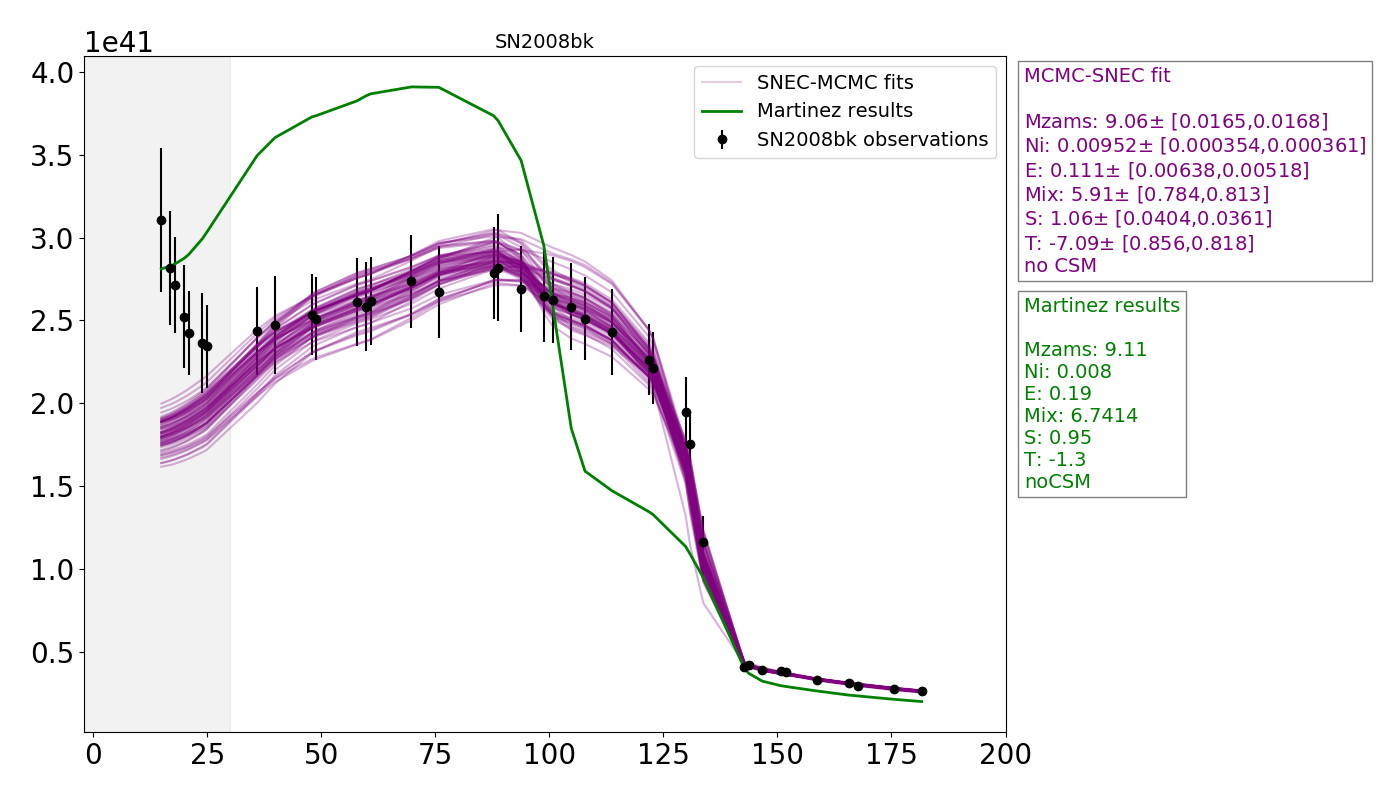 SN2008bk
1e41
4.0
3.5
3.0
2.5
2.0
1.5
1.0
0.5
0 25 50 75 100 125 150 175 200
SNEC-MCMC fits
Martinez results
SN2008bk observations
MCMC-SNEC fit
Mzams: 9.06± [0.0165,0.0168]
Ni: 0.00952± [0.000354,0.000361]
E: 0.111± [0.00638,0.00518]
Mix: 5.91± [0.784,0.813]
S: 1.06± [0.0404,0.0361]
T: -7.09± [0.856,0.818]
no CSM
Martinez results
Mzams: 9.11
Ni: 0.008
E: 0.19
Mix: 6.7414
S: 0.95
T: -1.3
noCSM